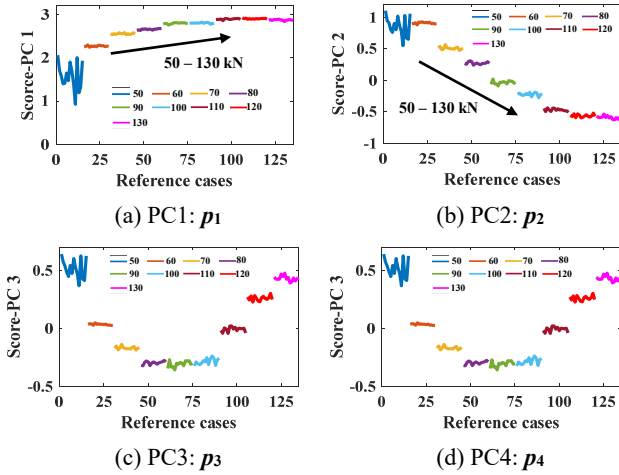 Scorce-PC 1
3
2
1
0
50 – 130 kN
50 60 70 80
90 100 110 120
130
0 25 50 75 100 125
Reference cases
(a) PC1: p1
Score-PC 2
1
0.5
0
-0.5
-1
50 60 70 80
90 100 110 120
130
50 – 130 kN
0 25 50 75 100 125
Reference cases
(b) PC2: p2
Score-PC 3
0.5
0
-0.5
50 60 70 80
90 100 110 120
130
0 25 50 75 100 125
Reference cases
(c) PC3: p3
Score-PC 3
0.5
0
-0.5
50 60 70 80
90 100 110 120
130
0 25 50 75 100 125
Reference cases
(d) PC4: p4